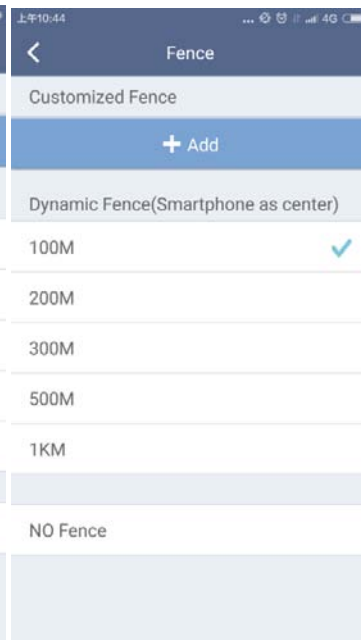 上午10:44 ... 4G
Fence
Customized Fence
+ Add
Dynamic Fence(Smartphone as center)
100M
200M
300M
500M
1KM
NO Fence